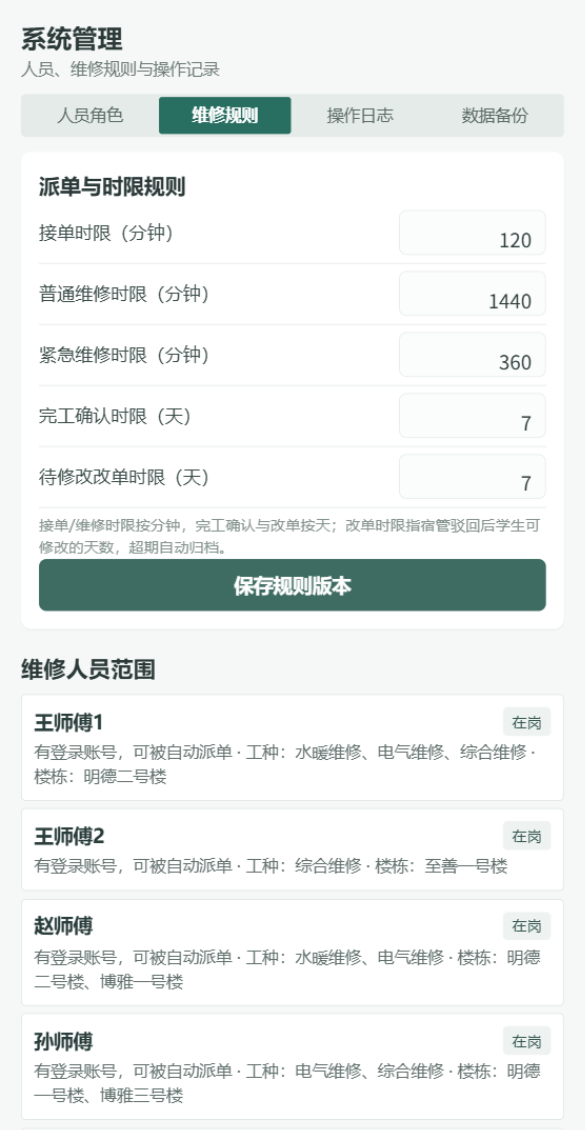 系统管理
人员、维修规则与操作记录
人员角色 维修规则 操作日志 数据备份
派单与时限规则
接单时限（分钟） 120
普通维修时限（分钟） 1440
紧急维修时限（分钟） 360
完工确认时限（天） 7
待修改改单时限（天） 7
接单/维修时限按分钟，完工确认与改单按天；改单时限指宿管驳回后学生可
修改的天数，超期自动归档。
保存规则版本
维修人员范围
王师傅1 在岗
有登录账号，可被自动派单 · 工种：水暖维修、电气维修、综合维修 ·
楼栋：明德二号楼
王师傅2 在岗
有登录账号，可被自动派单 · 工种：综合维修 · 楼栋：至善一号楼
赵师傅 在岗
有登录账号，可被自动派单 · 工种：水暖维修、电气维修 · 楼栋：明德
二号楼、博雅一号楼
孙师傅 在岗
有登录账号，可被自动派单 · 工种：电气维修、综合维修 · 楼栋：明德
一号楼、博雅三号楼